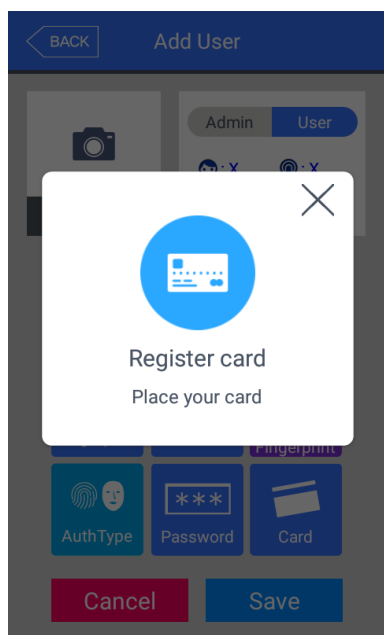 BACK
Add User
Admin
User
: X
: X
Register card
Place your card
Fingerprint
AuthType
***
Password
Card
Cancel
Save